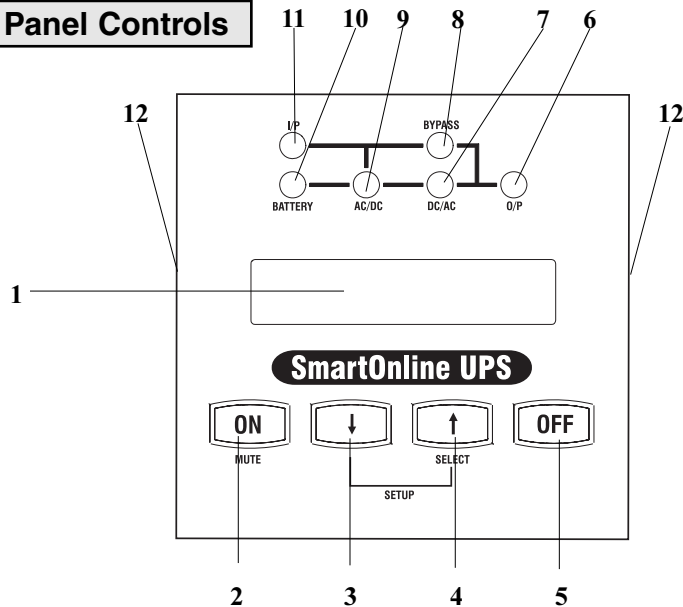 Panel Controls
11 10 9 8 7 6
12 12
I/P BYPASS
BATTERY AC/DC DC/AC O/P
1
SmartOnline UPS
ON ↓ ↑ OFF
MUTE SELECT
SETUP
2 3 4 5